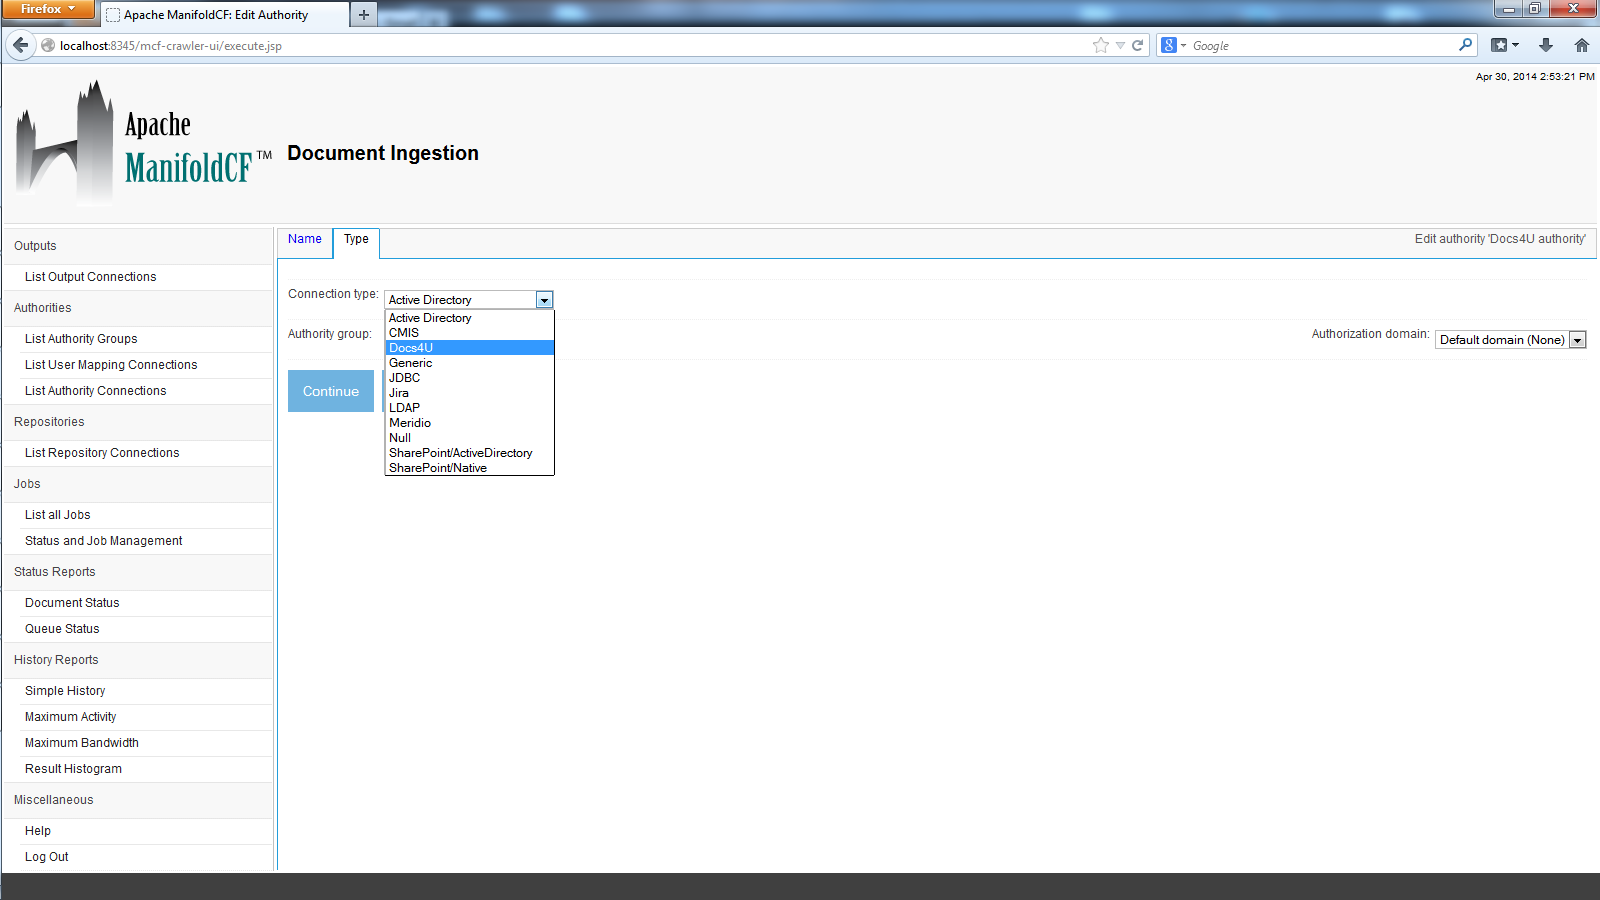 Firefox
Apache ManifoldCF: Edit Authority
localhost:8345/mcf-crawler-ui/execute.jsp
Google
Apr 30, 2014 2:53:21 PM
Apache
ManifoldCF™
Document Ingestion
Outputs
List Output Connections
Authorities
List Authority Groups
List User Mapping Connections
List Authority Connections
Repositories
List Repository Connections
Jobs
List all Jobs
Status and Job Management
Status Reports
Document Status
Queue Status
History Reports
Simple History
Maximum Activity
Maximum Bandwidth
Result Histogram
Miscellaneous
Help
Log Out
Name
Type
Edit authority 'Docs4U authority'
Connection type:
Active Directory
Active Directory
CMIS
Docs4U
Generic
JDBC
Jira
LDAP
Meridio
Null
SharePoint/ActiveDirectory
SharePoint/Native
Authority group:
Authorization domain:
Default domain (None)
Continue